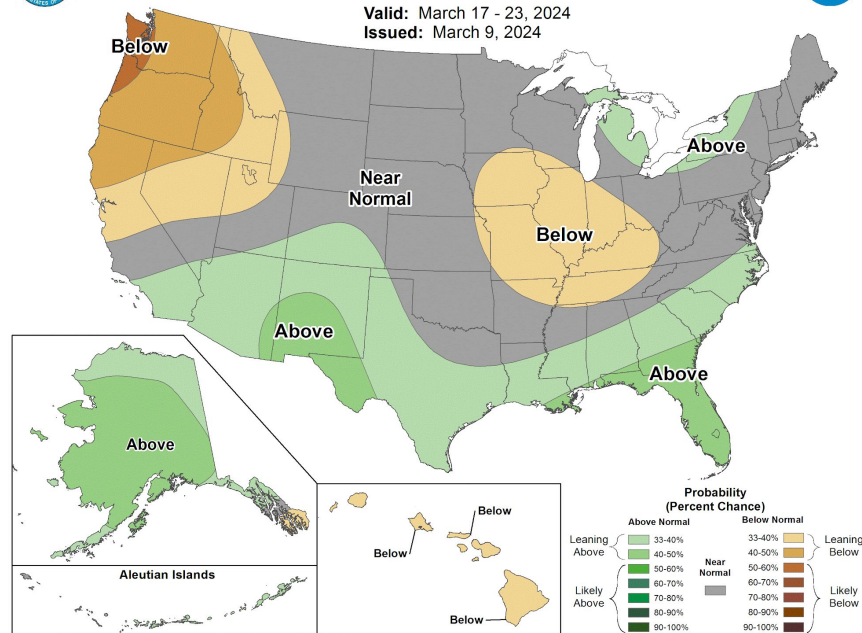 STATES OF
Valid: March 17 - 23, 2024
Issued: March 9, 2024
Below
Near
Normal
Above
Below
Above
Above
Above
Aleutian Islands
Below
Below
Below
Probability
(Percent Chance)
Above Normal
Below Normal
Leaning
Above
33-40%
40-50%
Likely
Above
50-60%
60-70%
70-80%
80-90%
90-100%
Near
Normal
33-40%
40-50%
Leaning
Below
50-60%
60-70%
70-80%
80-90%
90-100%
Likely
Below